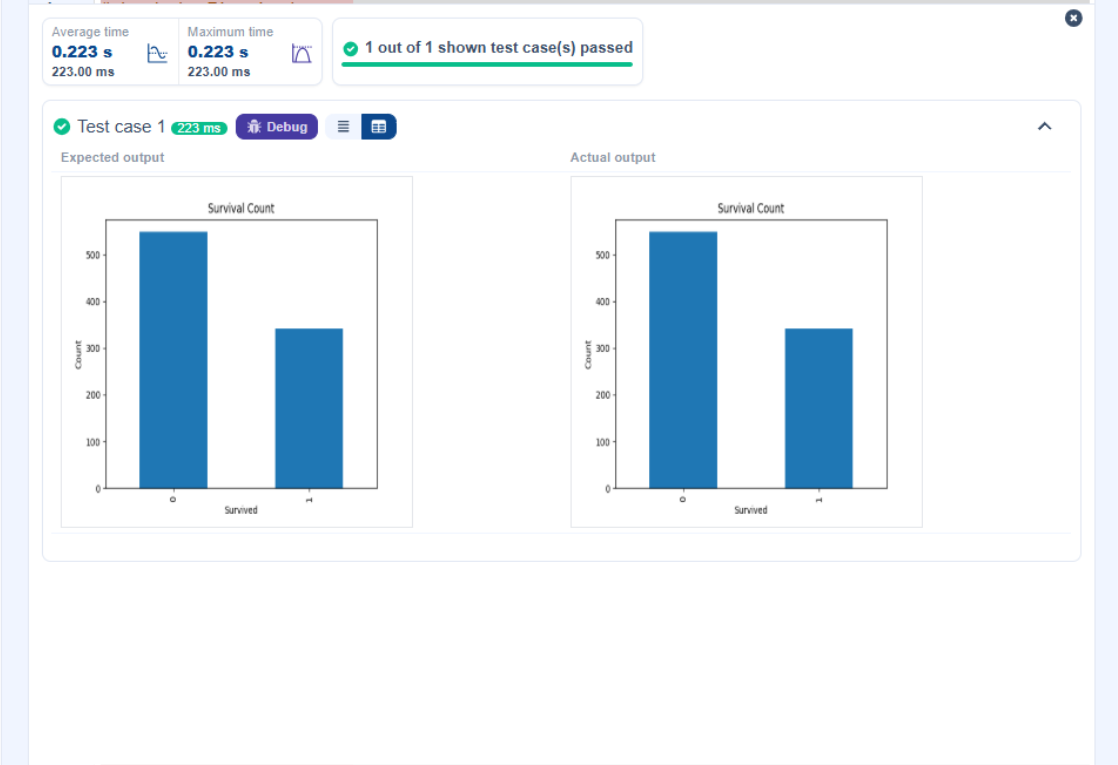 Average time
0.223 s
223.00 ms
Maximum time
0.223 s
223.00 ms
1 out of 1 shown test case(s) passed
Test case 1 223 ms Debug
Expected output
Actual output
Survival Count
500
400
300
200
100
0
Count
0
1
Survived
Survival Count
500
400
300
200
100
0
Count
0
1
Survived